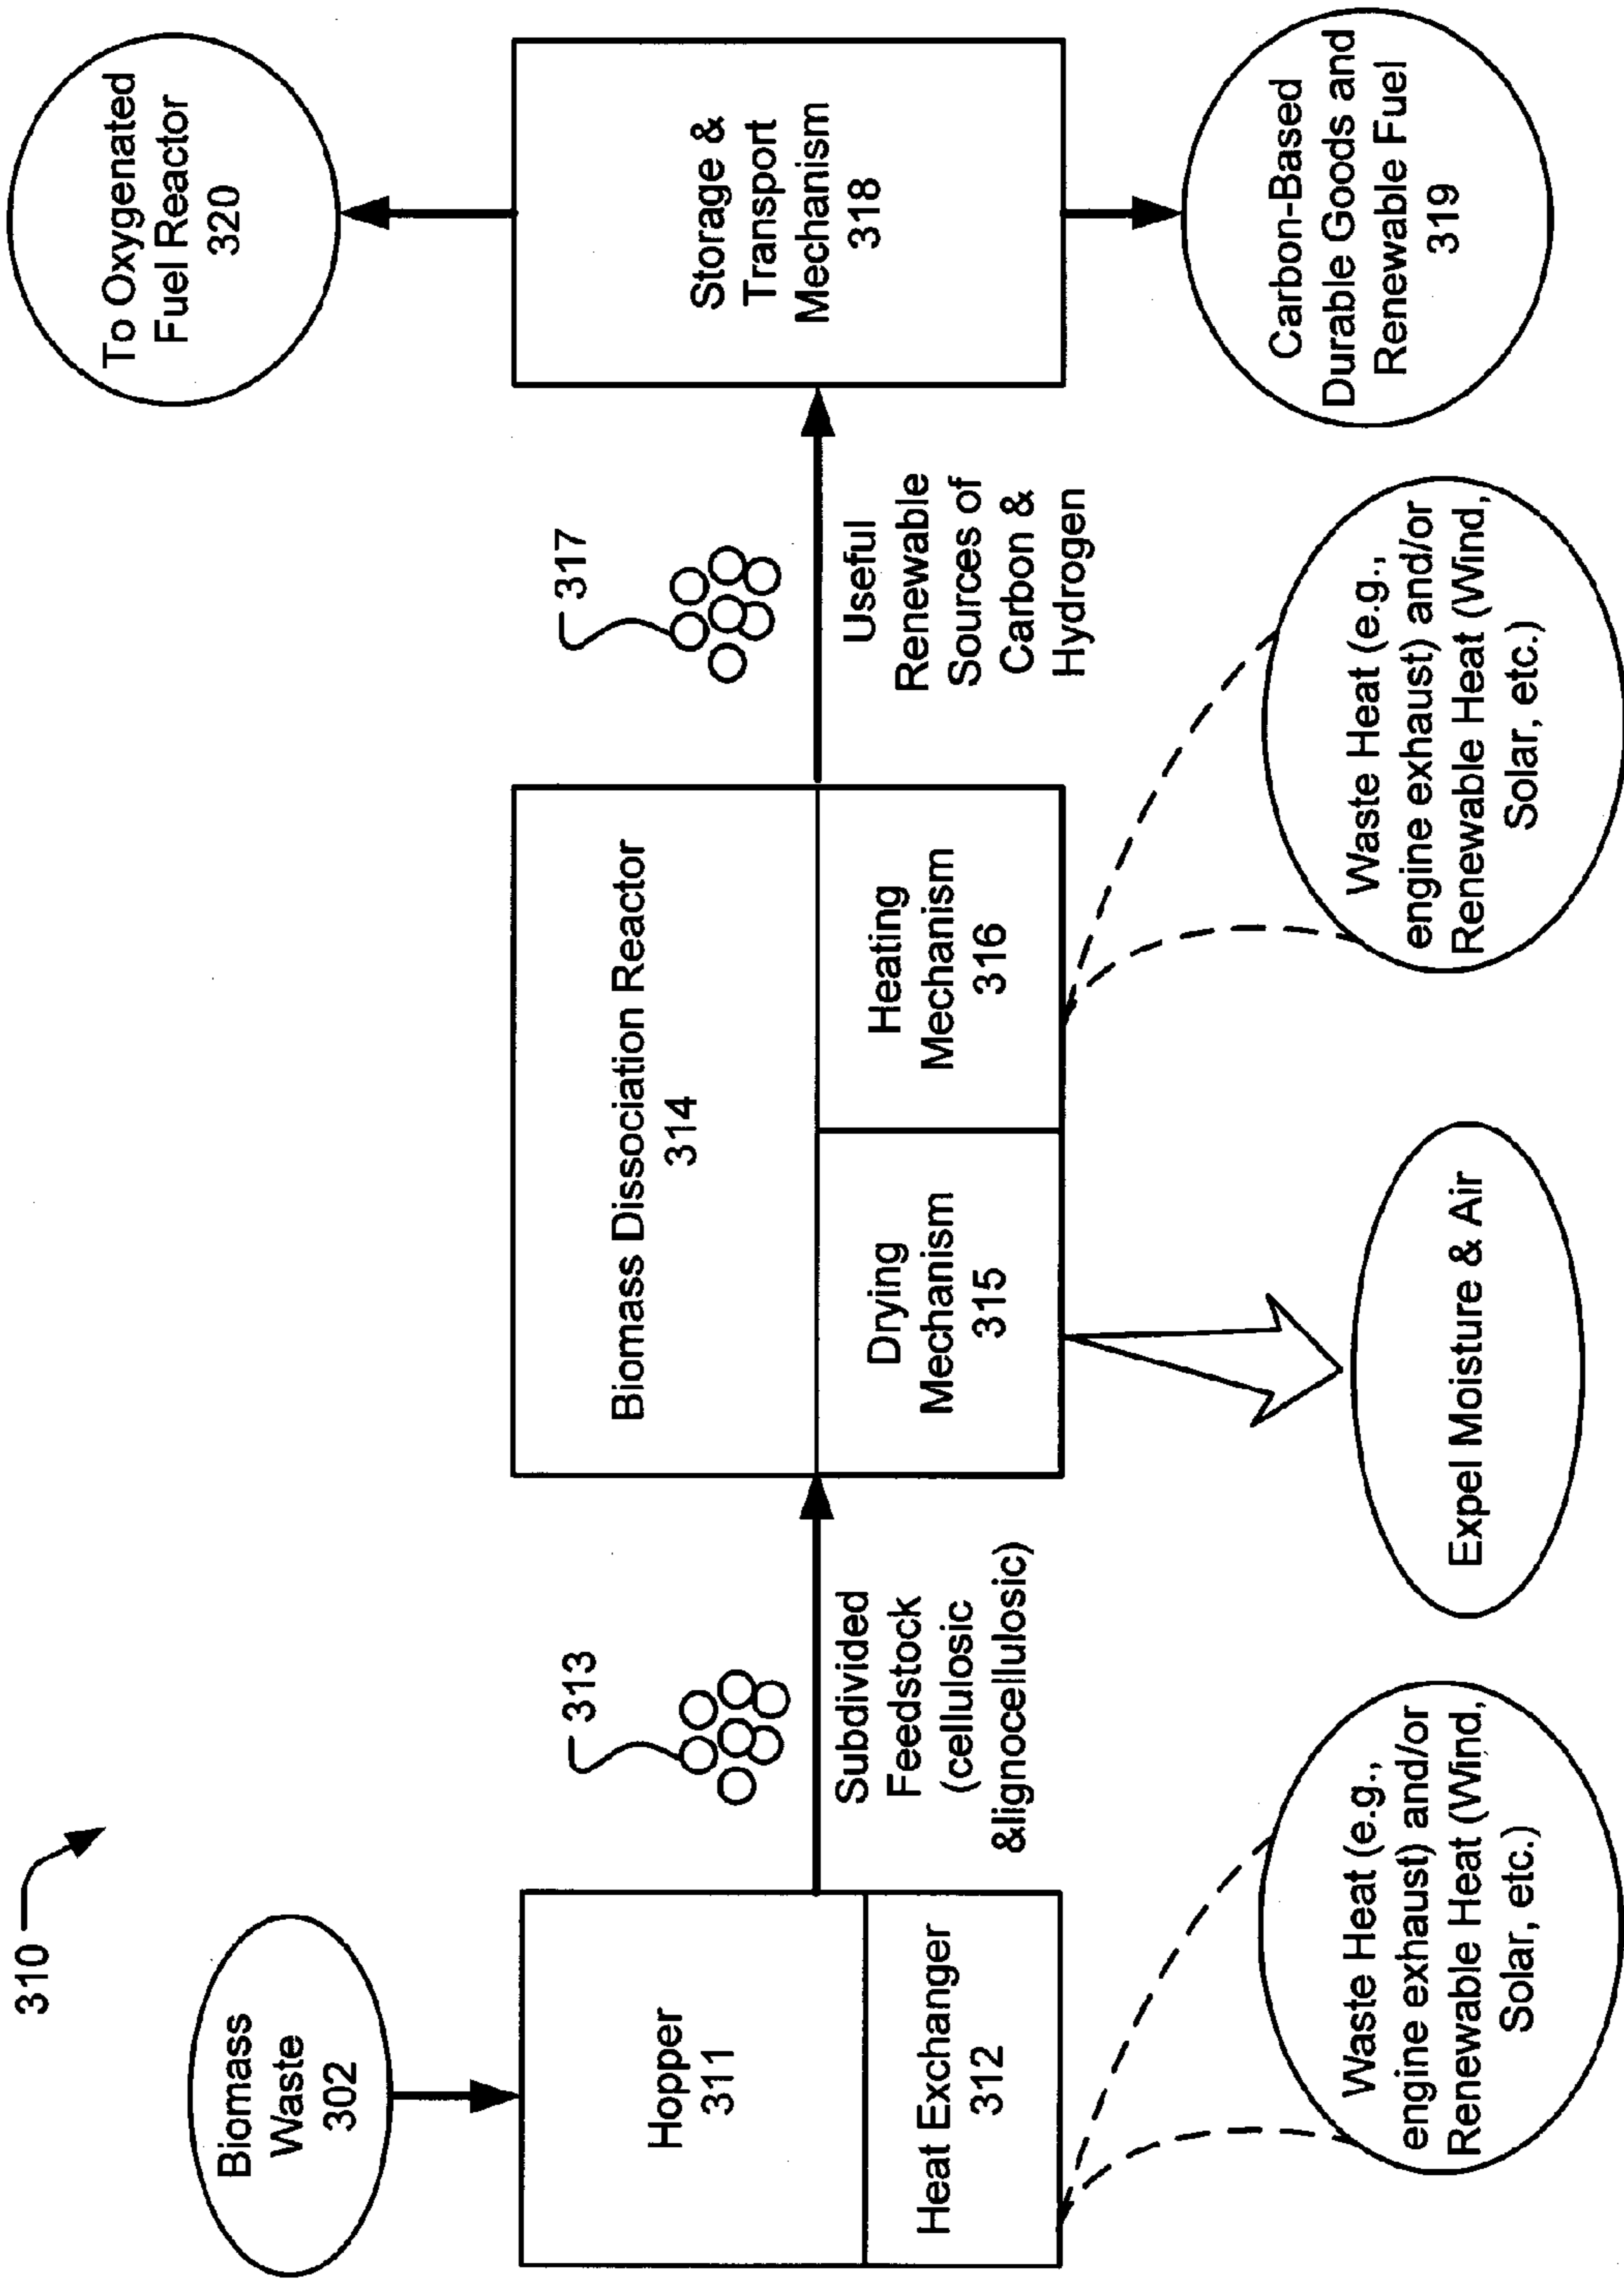 310
Biomass
Waste
302
Hopper
311
Heat Exchanger
312
Waste Heat (e.g.,
engine exhaust) and/or
Renewable Heat (Wind,
Solar, etc.)
313
Subdivided
Feedstock
(cellulosic
&lignocellulosic)
Biomass Dissociation Reactor
314
Drying
Mechanism
315
Heating
Mechanism
316
Expel Moisture & Air
Waste Heat (e.g.,
engine exhaust) and/or
Renewable Heat (Wind,
Solar, etc.)
317
Useful
Renewable
Sources of
Carbon &
Hydrogen
To Oxygenated
Fuel Reactor
320
Storage &
Transport
Mechanism
318
Carbon-Based
Durable Goods and
Renewable Fuel
319